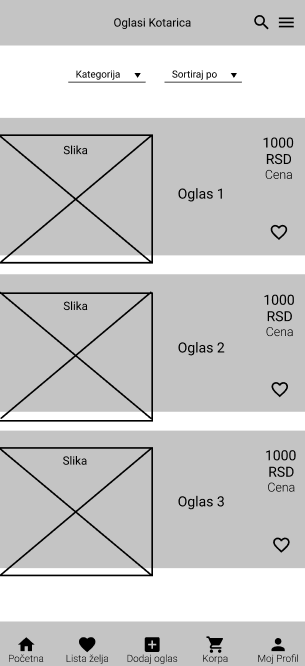 Oglasi Kotarica
Kategorija
Sortiraj po
Slika
Oglas 1
1000
RSD
Cena
Slika
Oglas 2
1000
RSD
Cena
Slika
Oglas 3
1000
RSD
Cena
Početna
Lista želja
Dodaj oglas
Korpa
Moj Profil